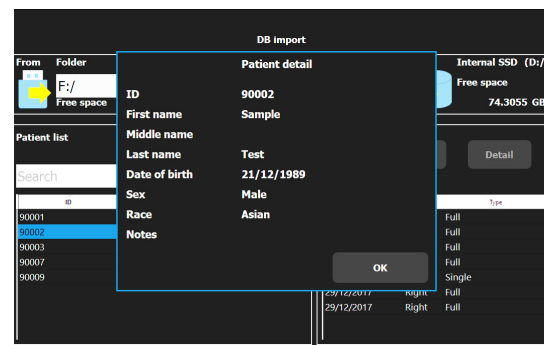 DB import
From Folder
Internal SSD (D:/
F:/
Free space
Free space
74.3055 GB
Patient list
Detail
Search
ID
Type
90001
90002
90003
90007
90009
Full
Full
Full
Full
Single
29/12/2017 Right Full
29/12/2017 Right Full
Patient detail
ID 90002
First name Sample
Middle name
Last name Test
Date of birth 21/12/1989
Sex Male
Race Asian
Notes
OK